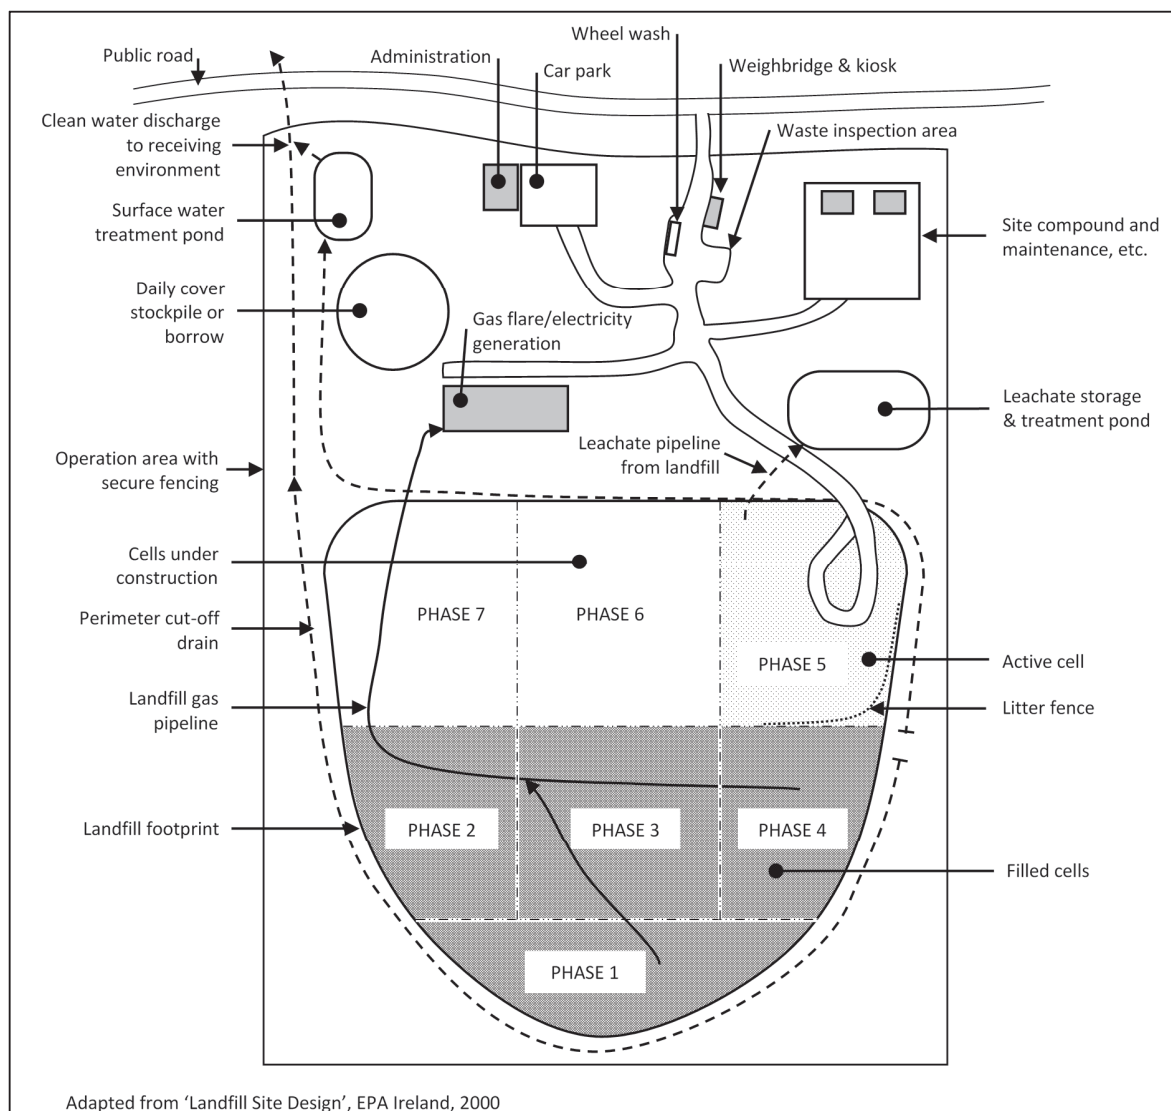 Public road
Administration
Wheel wash
Car park
Weighbridge & kiosk
Clean water discharge
to receiving
environment
Waste inspection area
Surface water
treatment pond
Site compound and
maintenance, etc.
Daily cover
stockpile or
borrow
Gas flare/electricity
generation
Leachate storage
& treatment pond
Leachate pipeline
from landfill
Operation area with
secure fencing
Cells under
construction
PHASE 7
PHASE 6
Perimeter cut-off
drain
PHASE 5
Active cell
Landfill gas
pipeline
Litter fence
Landfill footprint
PHASE 2
PHASE 3
PHASE 4
Filled cells
PHASE 1
Adapted from ‘Landfill Site Design’, EPA Ireland, 2000